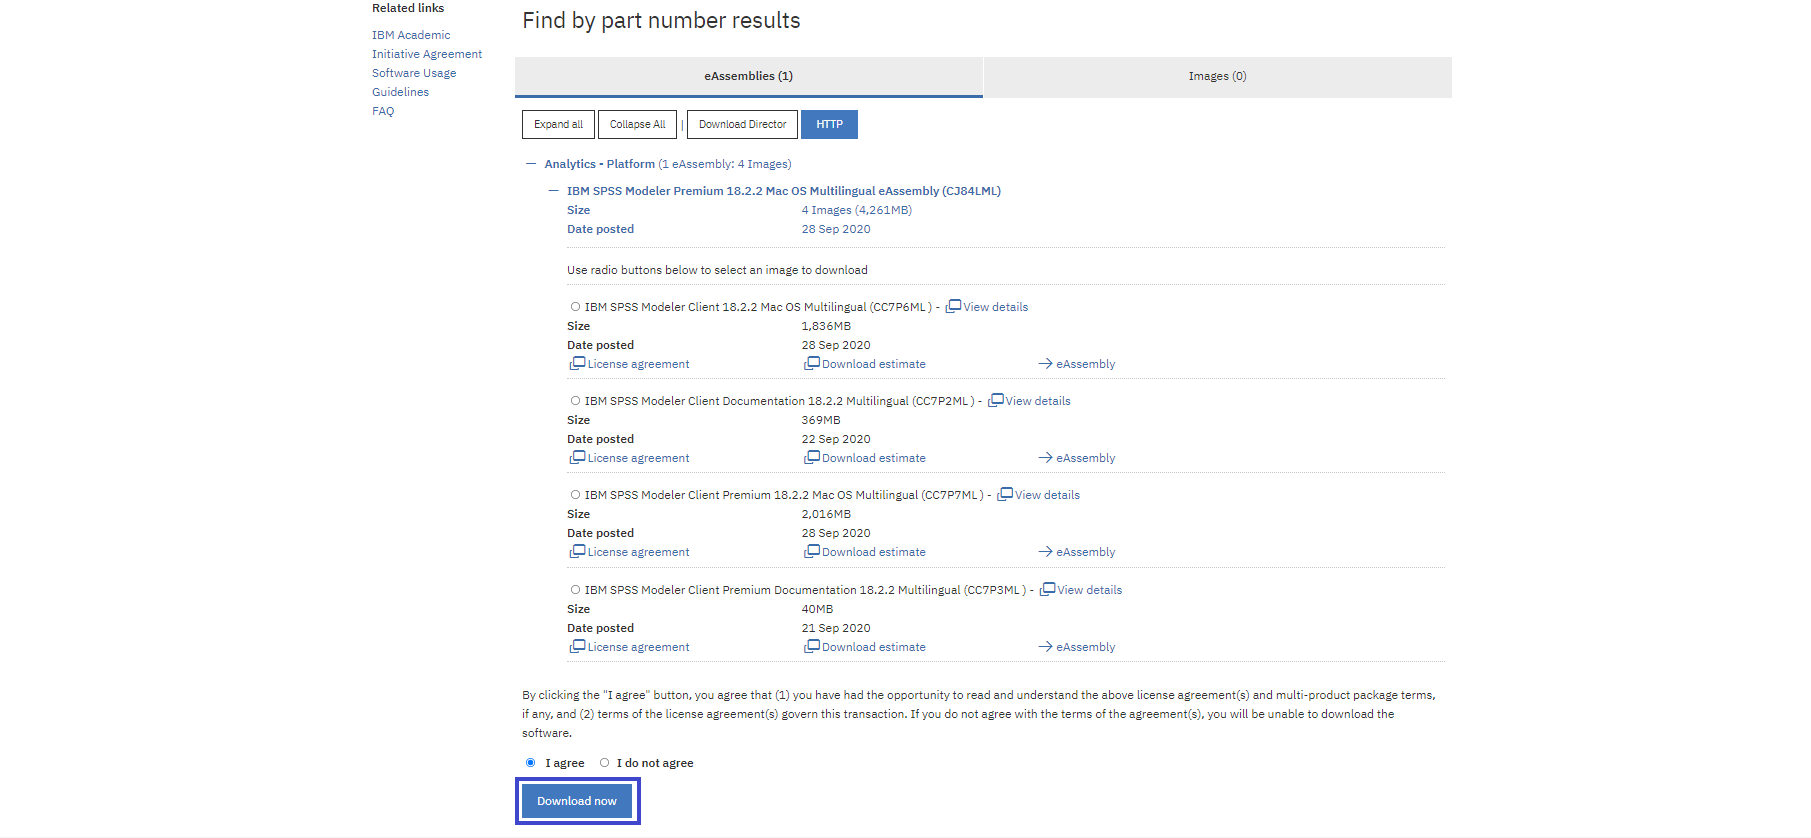 Related links
IBM Academic
Initiative Agreement
Software Usage
Guidelines
FAQ
Find by part number results
eAssemblies (1)
Images (0)
Expand all
Collapse All
|
Download Director
HTTP
Analytics - Platform (1 eAssembly: 4 Images)
IBM SPSS Modeler Premium 18.2.2 Mac OS Multilingual eAssembly (CJ84LML)
Size 4 Images (4,261MB)
Date posted 28 Sep 2020
Use radio buttons below to select an image to download
IBM SPSS Modeler Client 18.2.2 Mac OS Multilingual (CC7P6ML ) - View details
Size 1,836MB
Date posted 28 Sep 2020
License agreement Download estimate eAssembly
IBM SPSS Modeler Client Documentation 18.2.2 Multilingual (CC7P2ML ) - View details
Size 369MB
Date posted 22 Sep 2020
License agreement Download estimate eAssembly
IBM SPSS Modeler Client Premium 18.2.2 Mac OS Multilingual (CC7P7ML ) - View details
Size 2,016MB
Date posted 28 Sep 2020
License agreement Download estimate eAssembly
IBM SPSS Modeler Client Premium Documentation 18.2.2 Multilingual (CC7P3ML ) - View details
Size 40MB
Date posted 21 Sep 2020
License agreement Download estimate eAssembly
By clicking the "I agree" button, you agree that (1) you have had the opportunity to read and understand the above license agreement(s) and multi-product package terms,
if any, and (2) terms of the license agreement(s) govern this transaction. If you do not agree with the terms of the agreement(s), you will be unable to download the
software.
I agree I do not agree
Download now